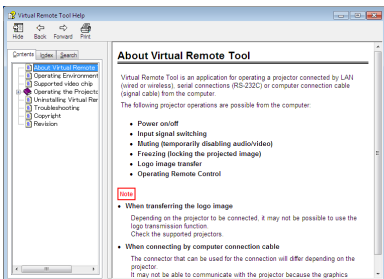 Virtual Remote Tool Help
Hide Back Forward Print
Contents Index Search
About Virtual Remote
Operating Environment
Supported video chip
Operating the Projecto
Uninstalling Virtual Rer
Troubleshooting
Copyright
Revision
About Virtual Remote Tool
Virtual Remote Tool is an application for operating a projector connected by LAN
(wired or wireless), serial connections (RS-232C) or computer connection cable
(signal cable) from the computer.
The following projector operations are possible from the computer:
• Power on/off
• Input signal switching
• Muting (temporarily disabling audio/video)
• Freezing (locking the projected image)
• Logo image transfer
• Operating Remote Control
Note
• When transferring the logo image
Depending on the projector to be connected, it may not be possible to use the
logo transmission function.
Check the supported projectors.
• When connecting by computer connection cable
The connector that can be used for the connection will differ depending on the
projector.
It may not be able to communicate with the projector because the graphics